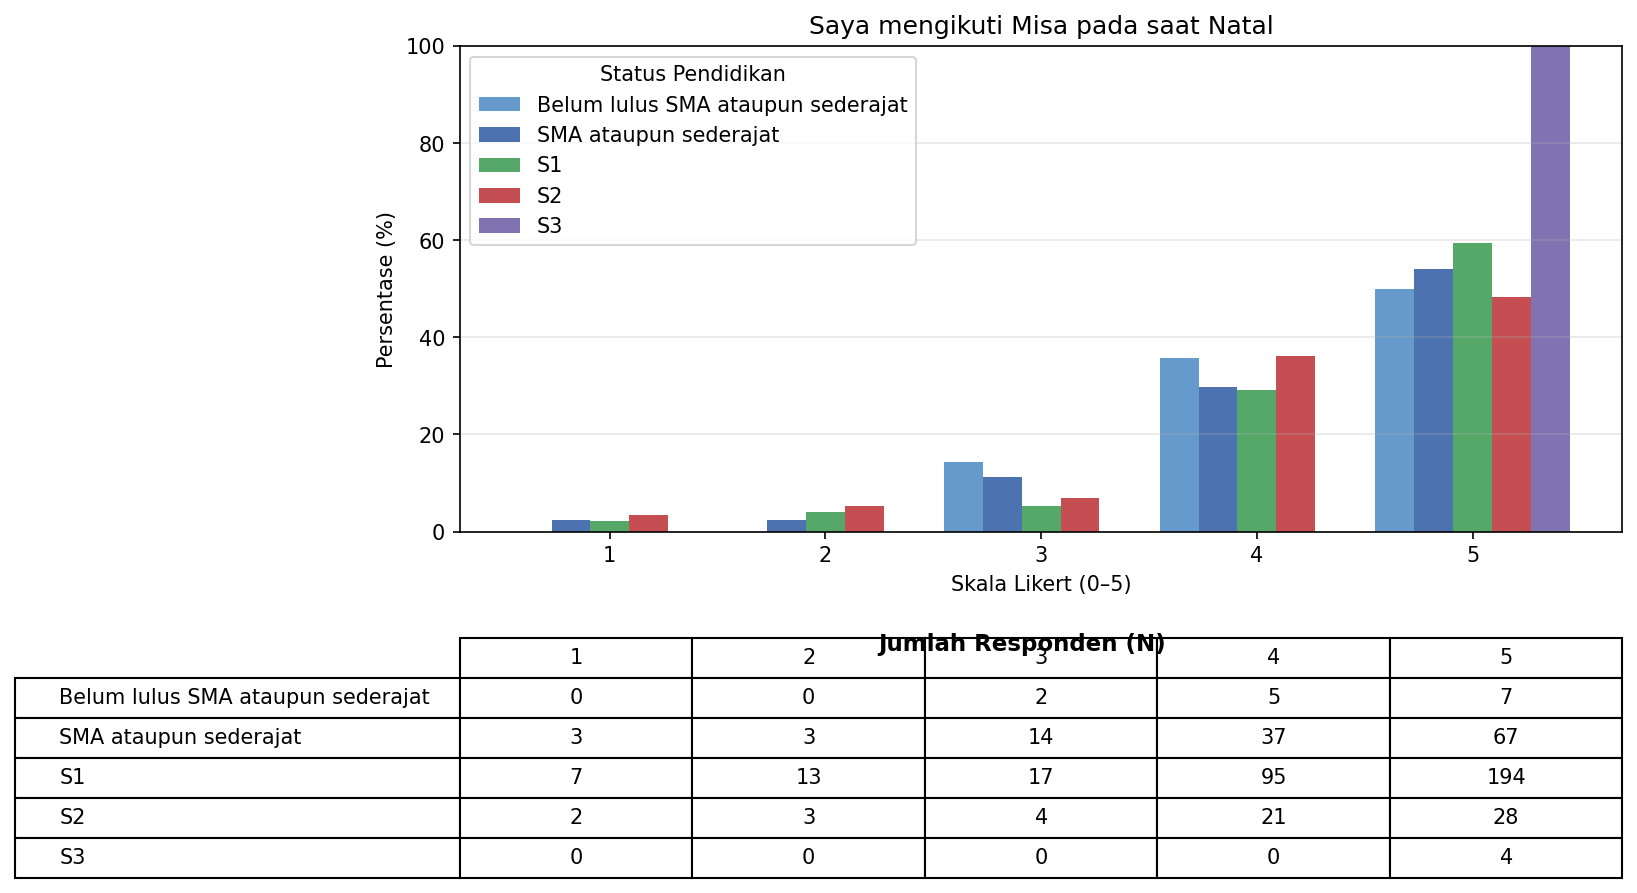 Saya mengikuti Misa pada saat Natal
100
80
60
40
20
0
Persentase (%)
Status Pendidikan
Belum lulus SMA ataupun sederajat
SMA ataupun sederajat
S1
S2
S3
1 2 3 4 5
Skala Likert (0–5)
Jumlah Responden (N)
1 2 3 4 5
Belum lulus SMA ataupun sederajat 0 0 2 5 7
SMA ataupun sederajat 3 3 14 37 67
S1 7 13 17 95 194
S2 2 3 4 21 28
S3 0 0 0 0 4